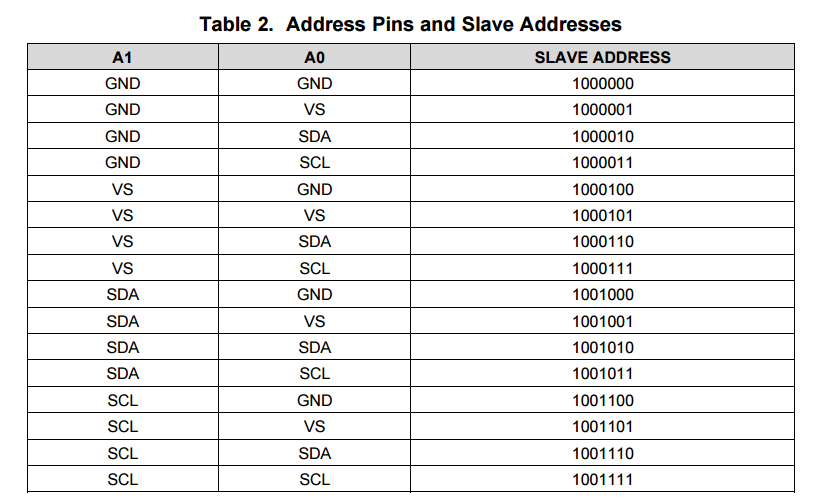 Table 2. Address Pins and Slave Addresses
A1 A0 SLAVE ADDRESS
GND GND 1000000
GND VS 1000001
GND SDA 1000010
GND SCL 1000011
VS GND 1000100
VS VS 1000101
VS SDA 1000110
VS SCL 1000111
SDA GND 1001000
SDA VS 1001001
SDA SDA 1001010
SDA SCL 1001011
SCL GND 1001100
SCL VS 1001101
SCL SDA 1001110
SCL SCL 1001111